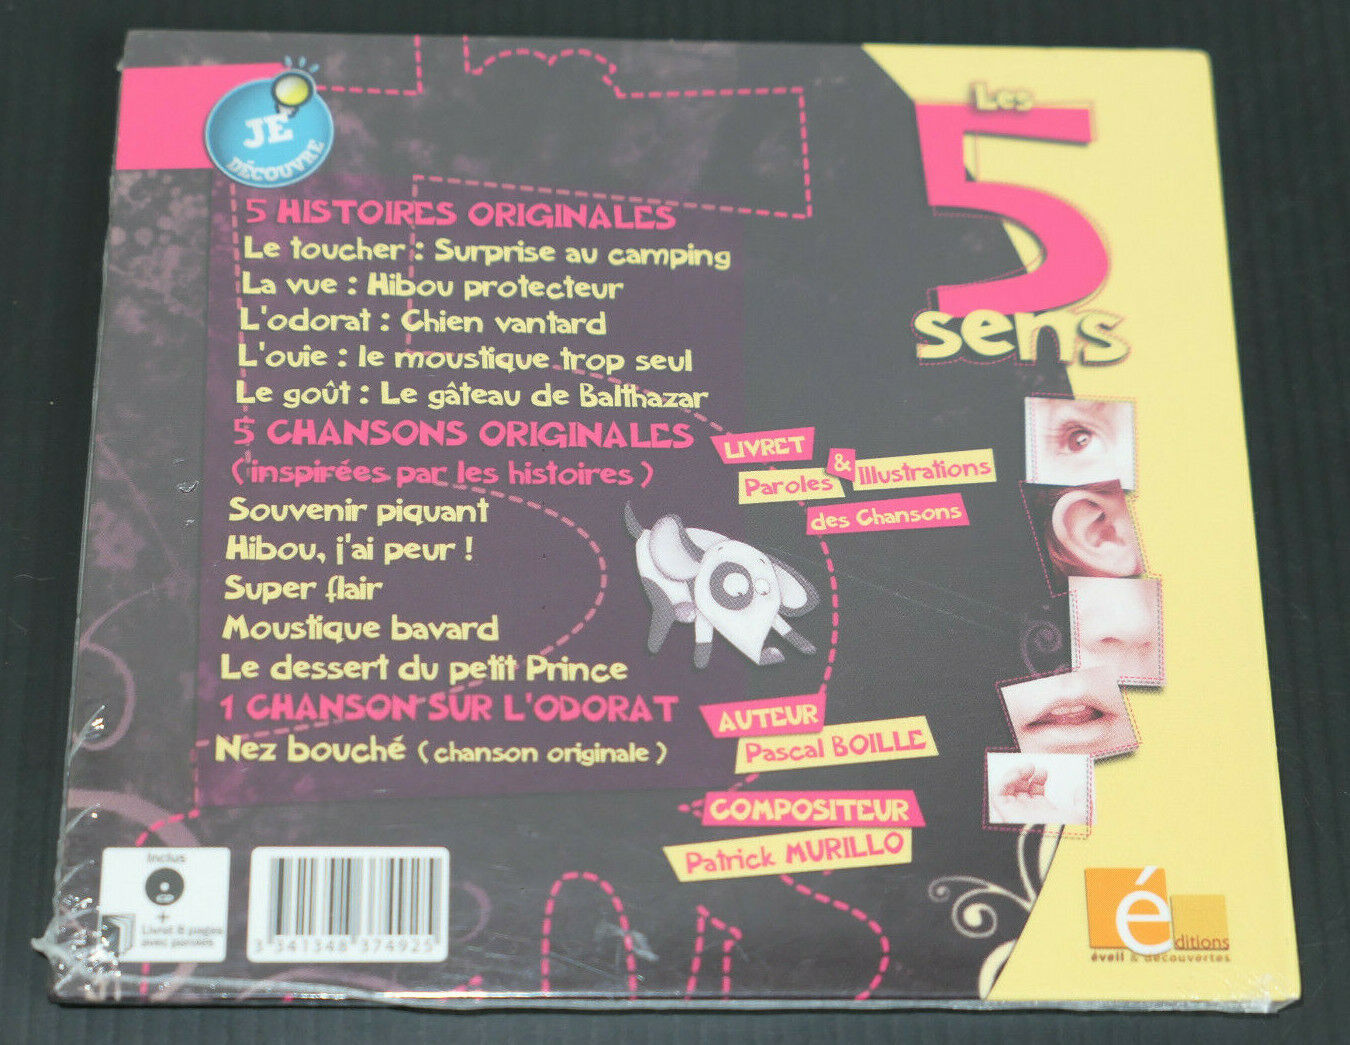 JE
DÉCOUVRE
Les
5
sens
5 HISTOIRES ORIGINALES
Le toucher : Surprise au camping
La vue : Hibou protecteur
L'odorat : Chien vantard
L'ouïe : le moustique trop seul
Le goût : Le gâteau de Balthazar
5 CHANSONS ORIGINALES
(inspirées par les histoires)
Souvenir piquant
Hibou, j'ai peur !
Super flair
Moustique bavard
Le dessert du petit Prince
1 CHANSON SUR L'ODORAT
Nez bouché (chanson originale)
LIVRET
Paroles & Illustrations
des Chansons
AUTEUR
Pascal BOILLE
COMPOSITEUR
Patrick MURILLO
Inclus
+
Livret 8 pages
avec paroles
3 341348 374925
éditions
éveil & découvertes